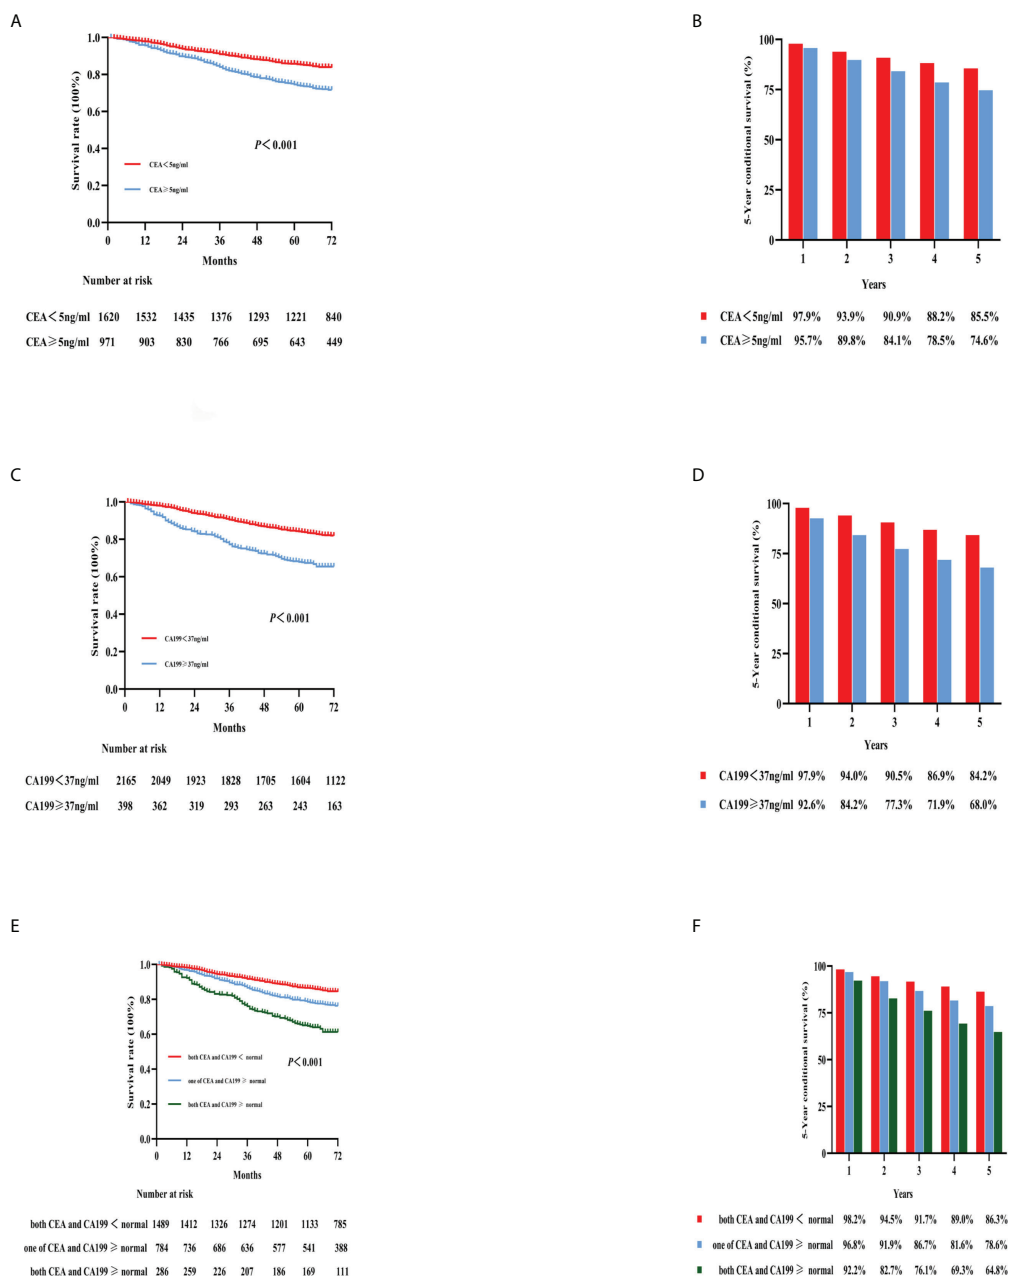 A
1.0
0.8
0.6
0.4
0.2
0.0
Survival rate (100%)
P＜0.001
CEA＜5ng/ml
CEA≥5ng/ml
0 12 24 36 48 60 72
Months
Number at risk
CEA＜5ng/ml 1620 1532 1435 1376 1293 1221 840
CEA≥5ng/ml 971 903 830 766 695 643 449
B
100
75
50
25
0
5-Year conditional survival (%)
1 2 3 4 5
Years
CEA＜5ng/ml 97.9% 93.9% 90.9% 88.2% 85.5%
CEA≥5ng/ml 95.7% 89.8% 84.1% 78.5% 74.6%
C
1.0
0.8
0.6
0.4
0.2
0.0
Survival rate (100%)
P＜0.001
CA199＜37ng/ml
CA199≥37ng/ml
0 12 24 36 48 60 72
Months
Number at risk
CA199＜37ng/ml 2165 2049 1923 1828 1705 1604 1122
CA199≥37ng/ml 398 362 319 293 263 243 163
D
100
75
50
25
0
5-Year conditional survival (%)
1 2 3 4 5
Years
CA199＜37ng/ml 97.9% 94.0% 90.5% 86.9% 84.2%
CA199≥37ng/ml 92.6% 84.2% 77.3% 71.9% 68.0%
E
1.0
0.8
0.6
0.4
0.2
0.0
Survival rate (100%)
P＜0.001
both CEA and CA199＜ normal
one of CEA and CA199≥ normal
both CEA and CA199≥ normal
0 12 24 36 48 60 72
Months
Number at risk
both CEA and CA199＜ normal 1489 1412 1326 1274 1201 1133 785
one of CEA and CA199≥ normal 784 736 686 636 577 541 388
both CEA and CA199≥ normal 286 259 226 207 186 169 111
F
100
75
50
25
0
5-Year conditional survival (%)
1 2 3 4 5
Years
both CEA and CA199＜ normal 98.2% 94.5% 91.7% 89.0% 86.3%
one of CEA and CA199≥ normal 96.8% 91.9% 86.7% 81.6% 78.6%
both CEA and CA199≥ normal 92.2% 82.7% 76.1% 69.3% 64.8%